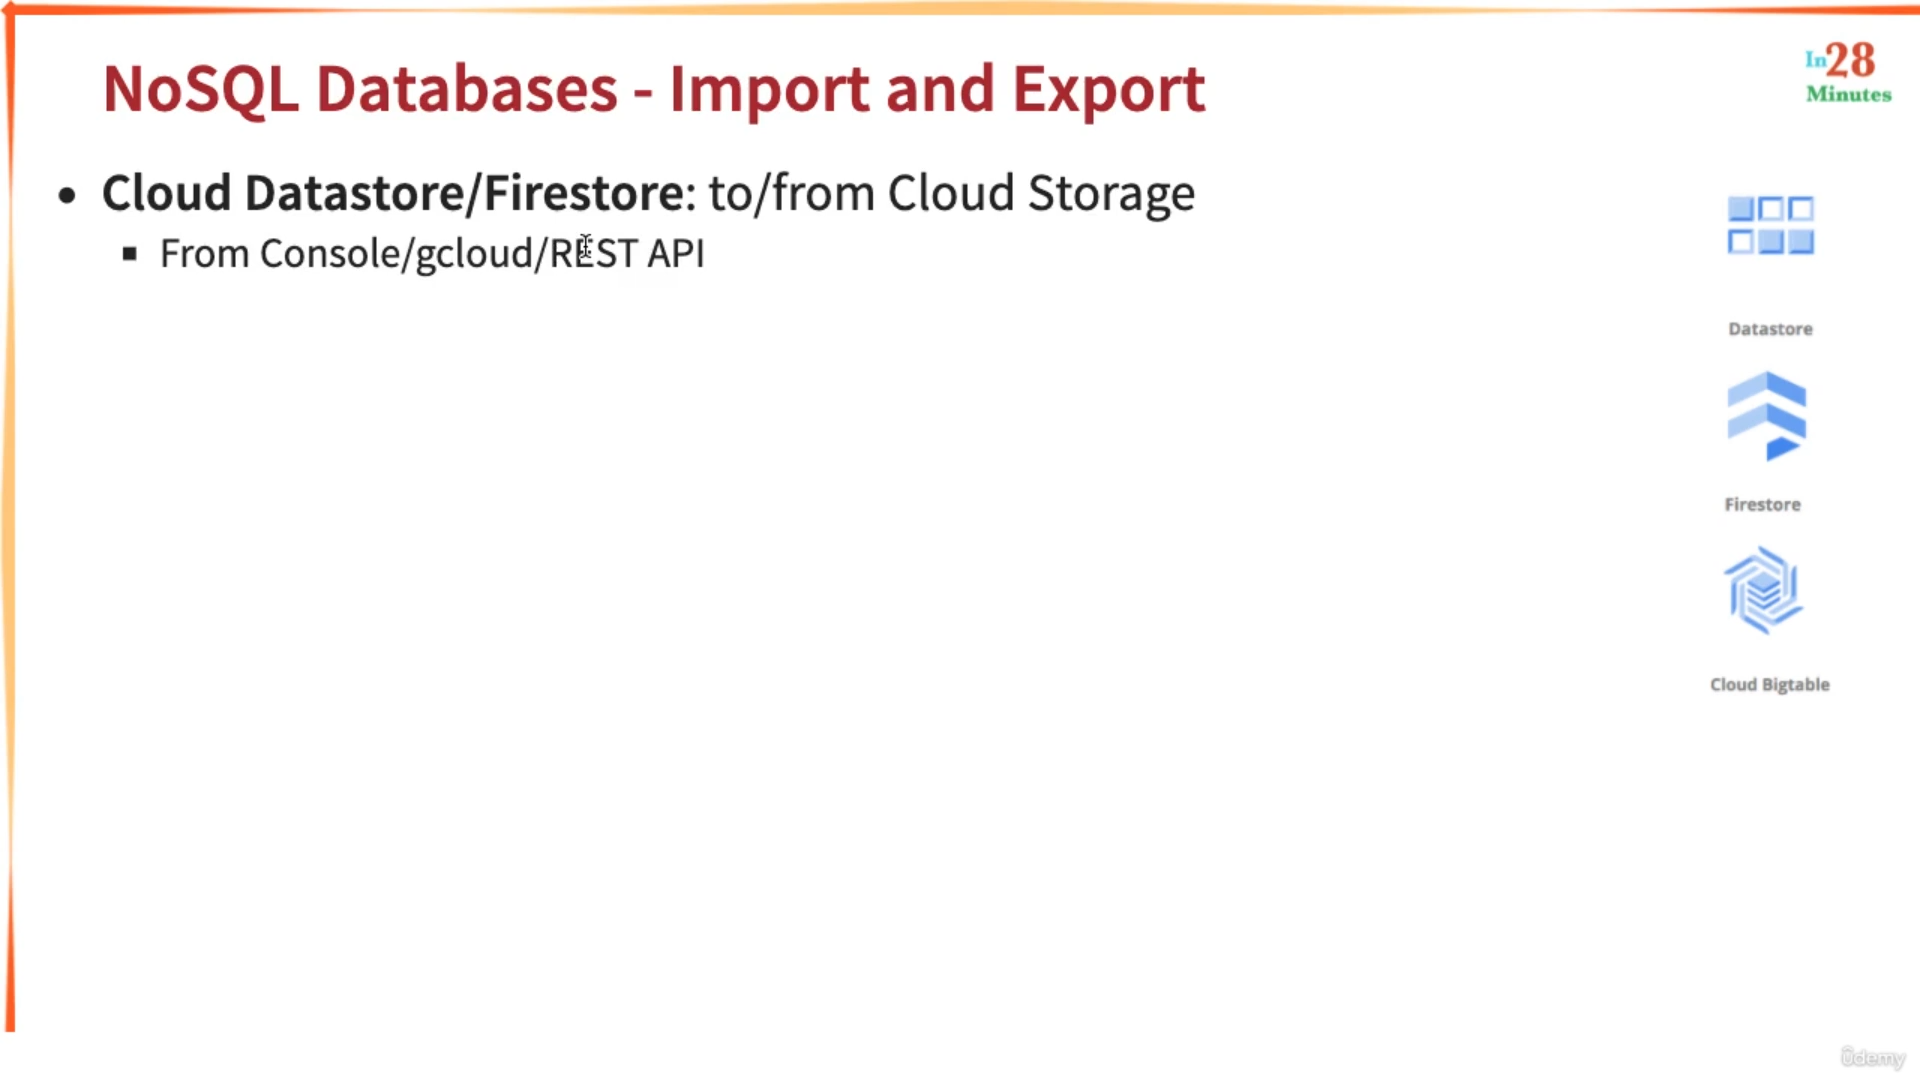 NoSQL Databases - Import and Export
In28
Minutes
• Cloud Datastore/Firestore: to/from Cloud Storage
▪ From Console/gcloud/REST API
Datastore
Firestore
Cloud Bigtable
ûdemy